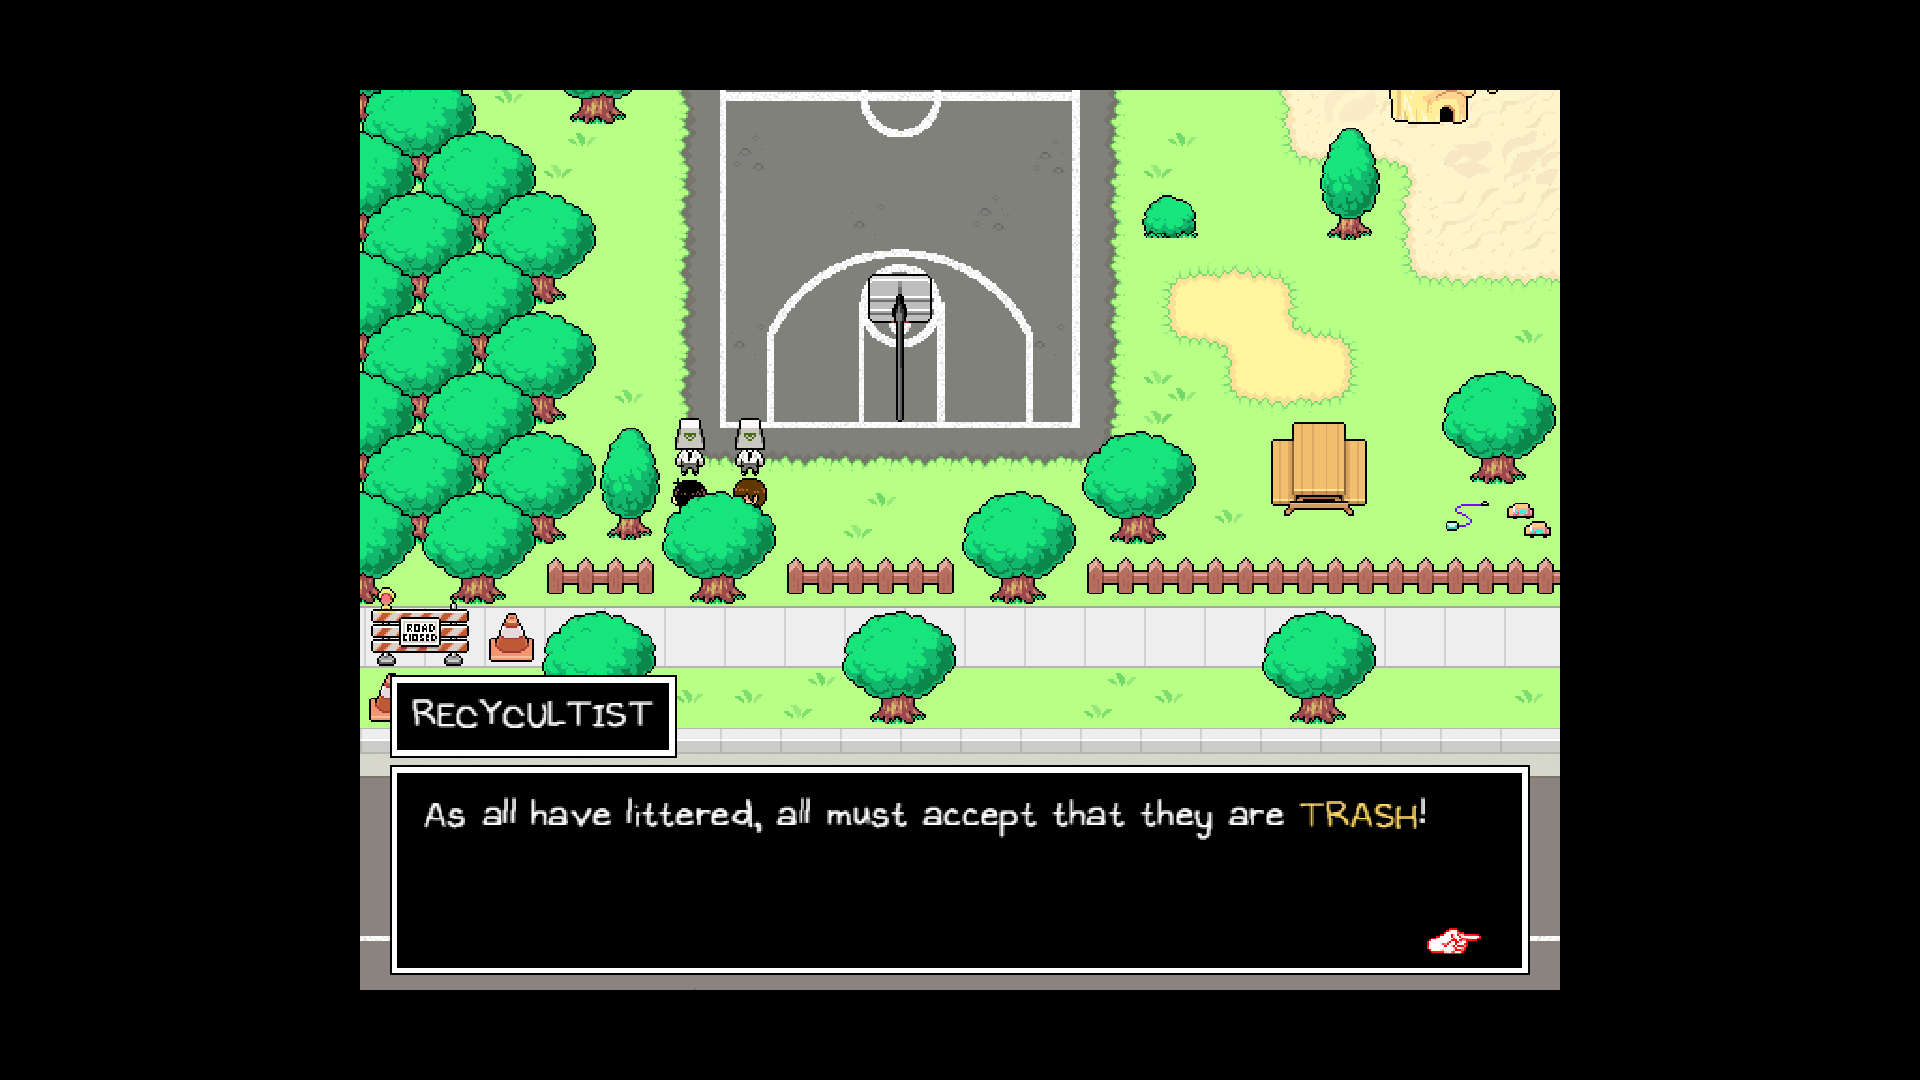 ROAD
CLOSED
RECYCULTIST
As all have littered, all must accept that they are TRASH!